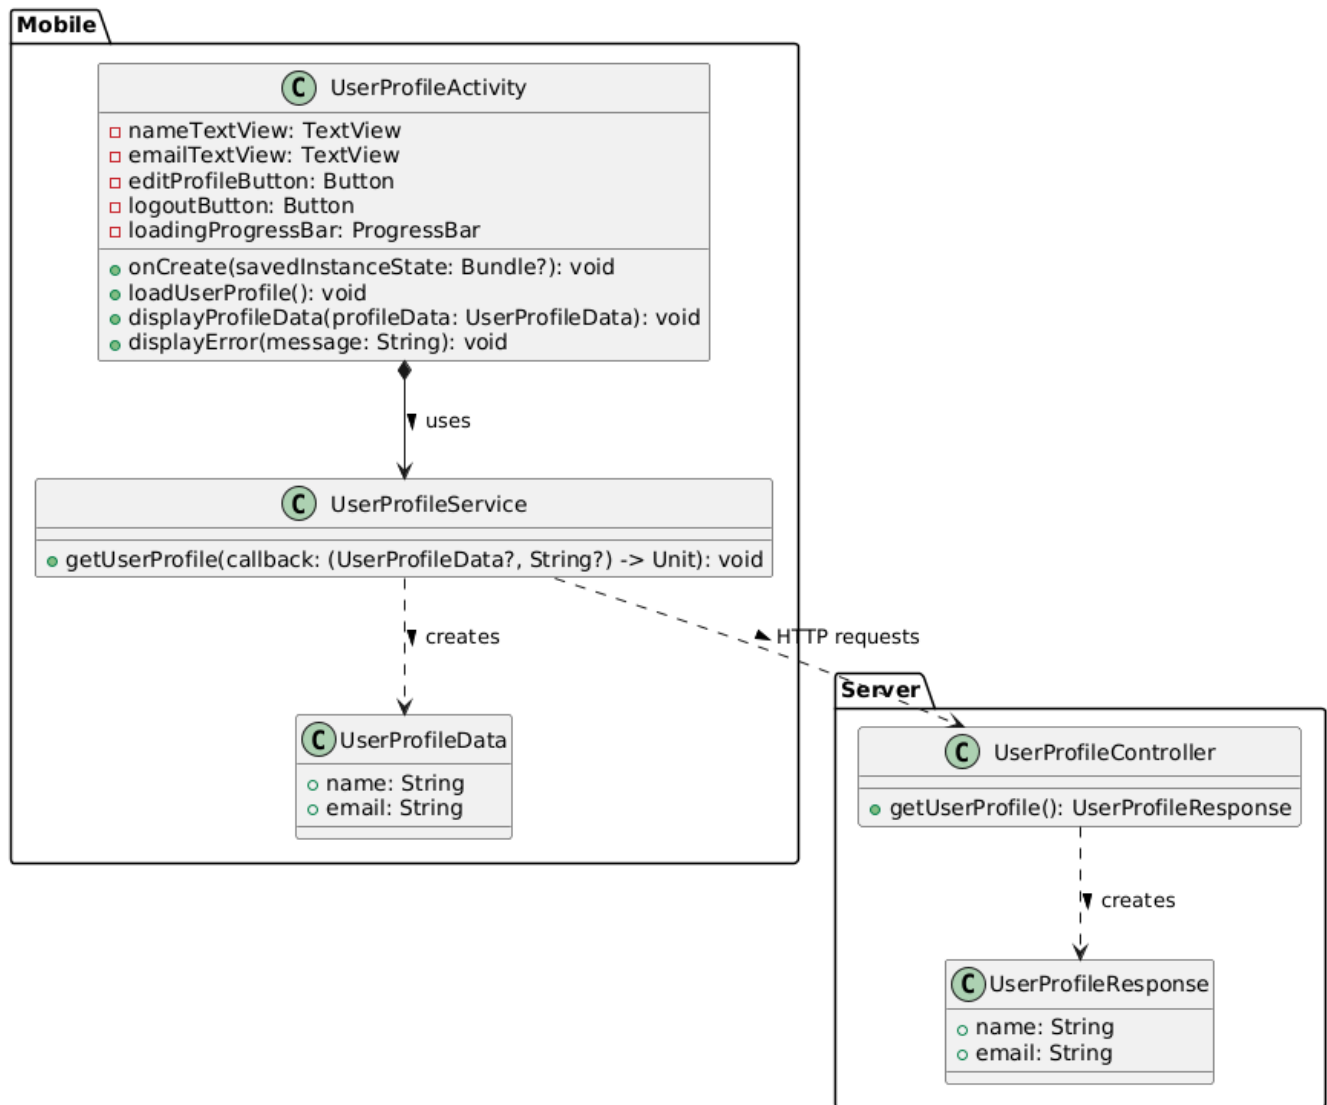 Mobile
C UserProfileActivity
nameTextView: TextView
emailTextView: TextView
editProfileButton: Button
logoutButton: Button
loadingProgressBar: ProgressBar
onCreate(savedInstanceState: Bundle?): void
loadUserProfile(): void
displayProfileData(profileData: UserProfileData): void
displayError(message: String): void
uses
C UserProfileService
getUserProfile(callback: (UserProfileData?, String?) -> Unit): void
creates
HTTP requests
C UserProfileData
name: String
email: String
Server
C UserProfileController
getUserProfile(): UserProfileResponse
creates
C UserProfileResponse
name: String
email: String